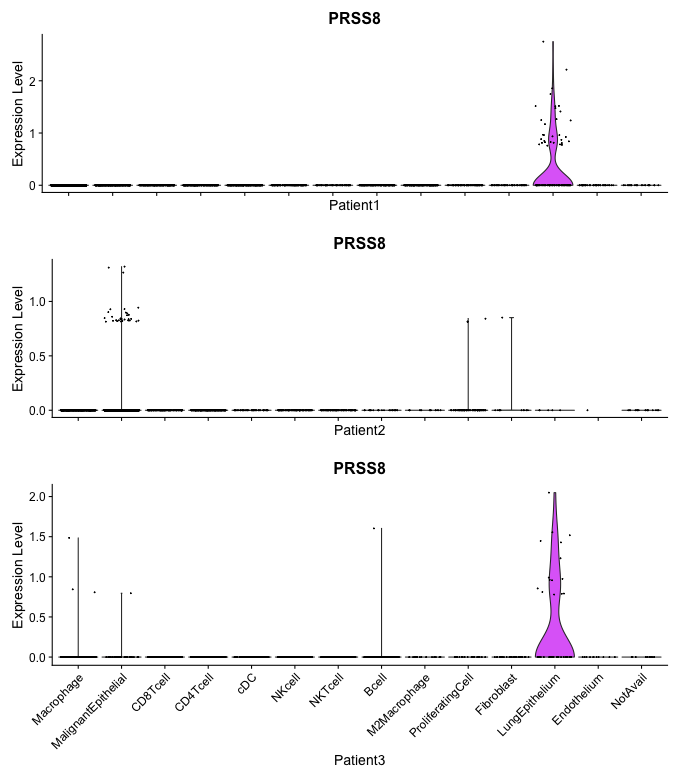 PRSS8
Expression Level
2
1
0
Patient1
PRSS8
Expression Level
1.0
0.5
0.0
Patient2
PRSS8
Expression Level
2.0
1.5
1.0
0.5
0.0
Macrophage
MalignantEpithelial
CD8Tcell
CD4Tcell
cDC
NKcell
NKTcell
Bcell
M2Macrophage
ProliferatingCell
Fibroblast
LungEpithelium
Endothelium
NotAvail
Patient3